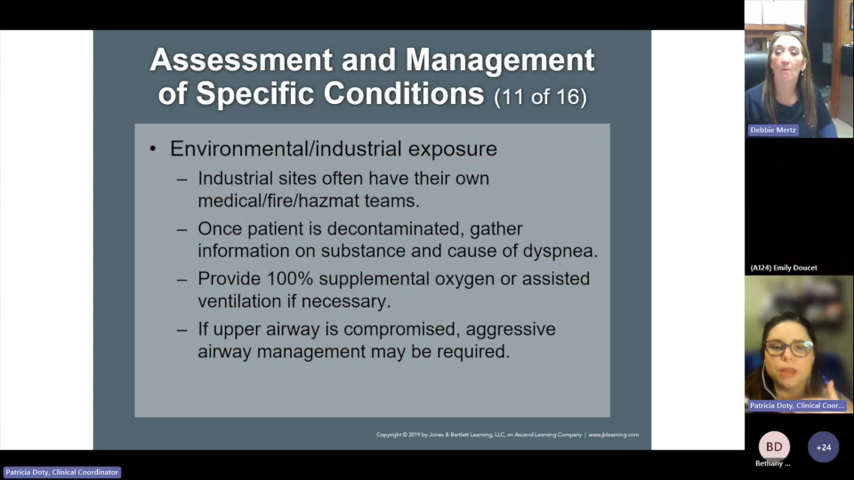 Assessment and Management
of Specific Conditions (11 of 16)
• Environmental/industrial exposure
– Industrial sites often have their own
medical/fire/hazmat teams.
– Once patient is decontaminated, gather
information on substance and cause of dyspnea.
– Provide 100% supplemental oxygen or assisted
ventilation if necessary.
– If upper airway is compromised, aggressive
airway management may be required.
Copyright © 2019 by Jones & Bartlett Learning, LLC, an Ascend Learning Company | www.jblearning.com
Patricia Doty, Clinical Coordinator
Debbie Mertz
(A124) Emily Doucet
Patricia Doty, Clinical Coor...
BD
+24
Bethany ...